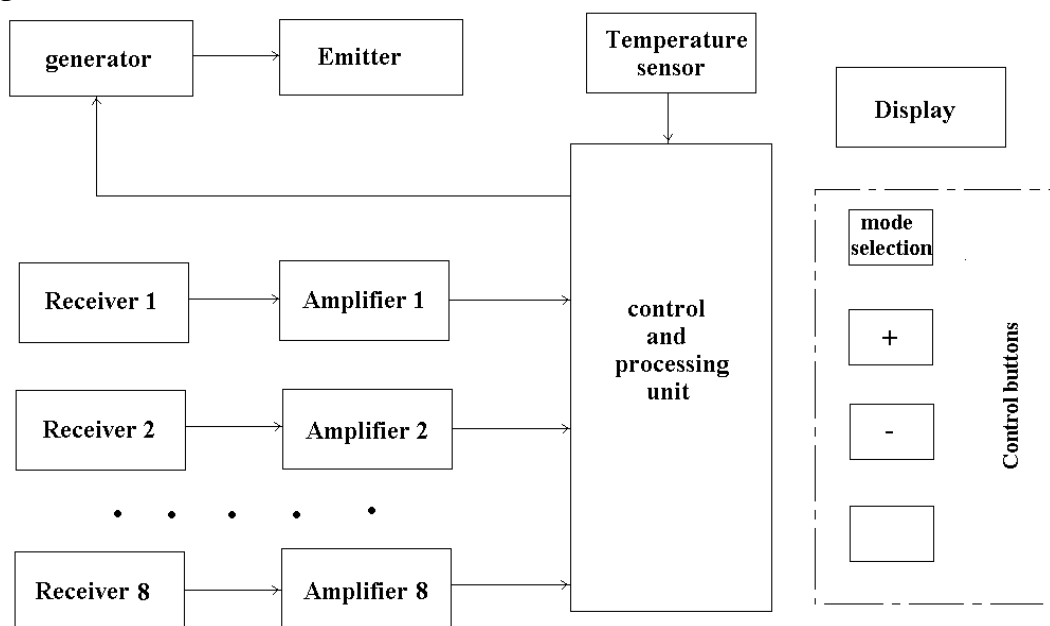 generator
Emitter
Temperature
sensor
Display
mode
selection
Receiver 1
Amplifier 1
control
and
processing
unit
+
Control buttons
Receiver 2
Amplifier 2
-
Receiver 8
Amplifier 8